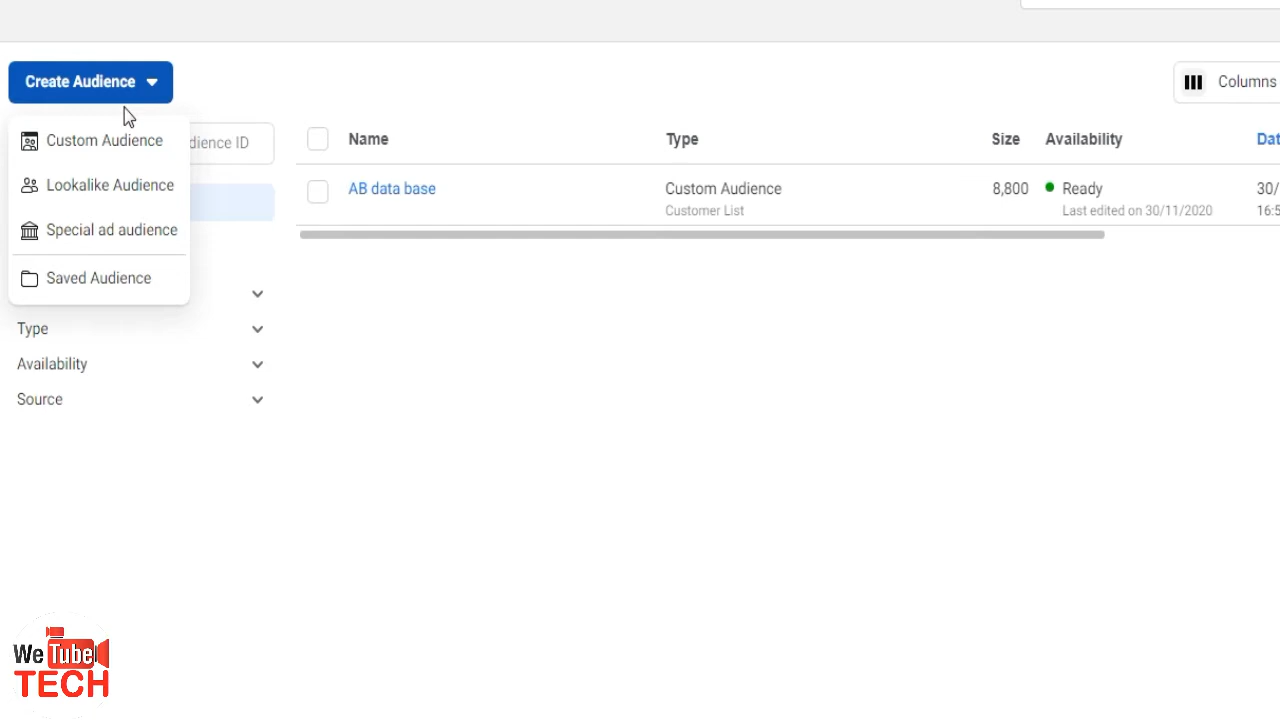 Create Audience
Columns
Custom Audience
dience ID
Lookalike Audience
Special ad audience
Saved Audience
Type
Availability
Source
Name Type Size Availability Dat
AB data base Custom Audience 8,800 Ready 30/
Customer List Last edited on 30/11/2020 16:5
We Tube
TECH